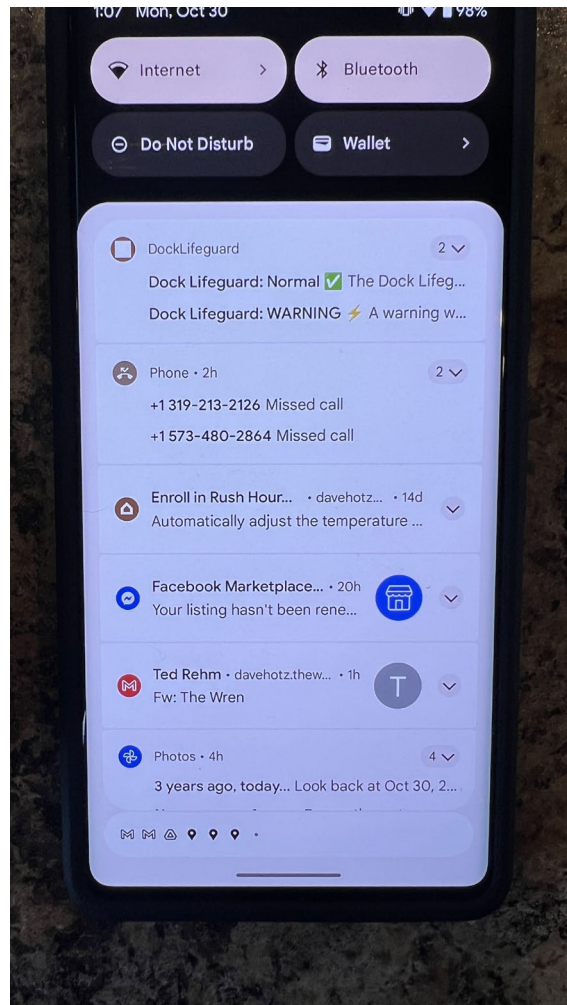 1:07 Mon, Oct 30 98%
Internet
Bluetooth
Do Not Disturb
Wallet
DockLifeguard 2
Dock Lifeguard: Normal ✅ The Dock Lifeg...
Dock Lifeguard: WARNING ⚡ A warning w...
Phone • 2h 2
+1 319-213-2126 Missed call
+1 573-480-2864 Missed call
Enroll in Rush Hour... • davehotz... • 14d
Automatically adjust the temperature ...
Facebook Marketplace... • 20h
Your listing hasn't been rene...
Ted Rehm • davehotz.thew... • 1h
Fw: The Wren
T
Photos • 4h 4
3 years ago, today... Look back at Oct 30, 2...